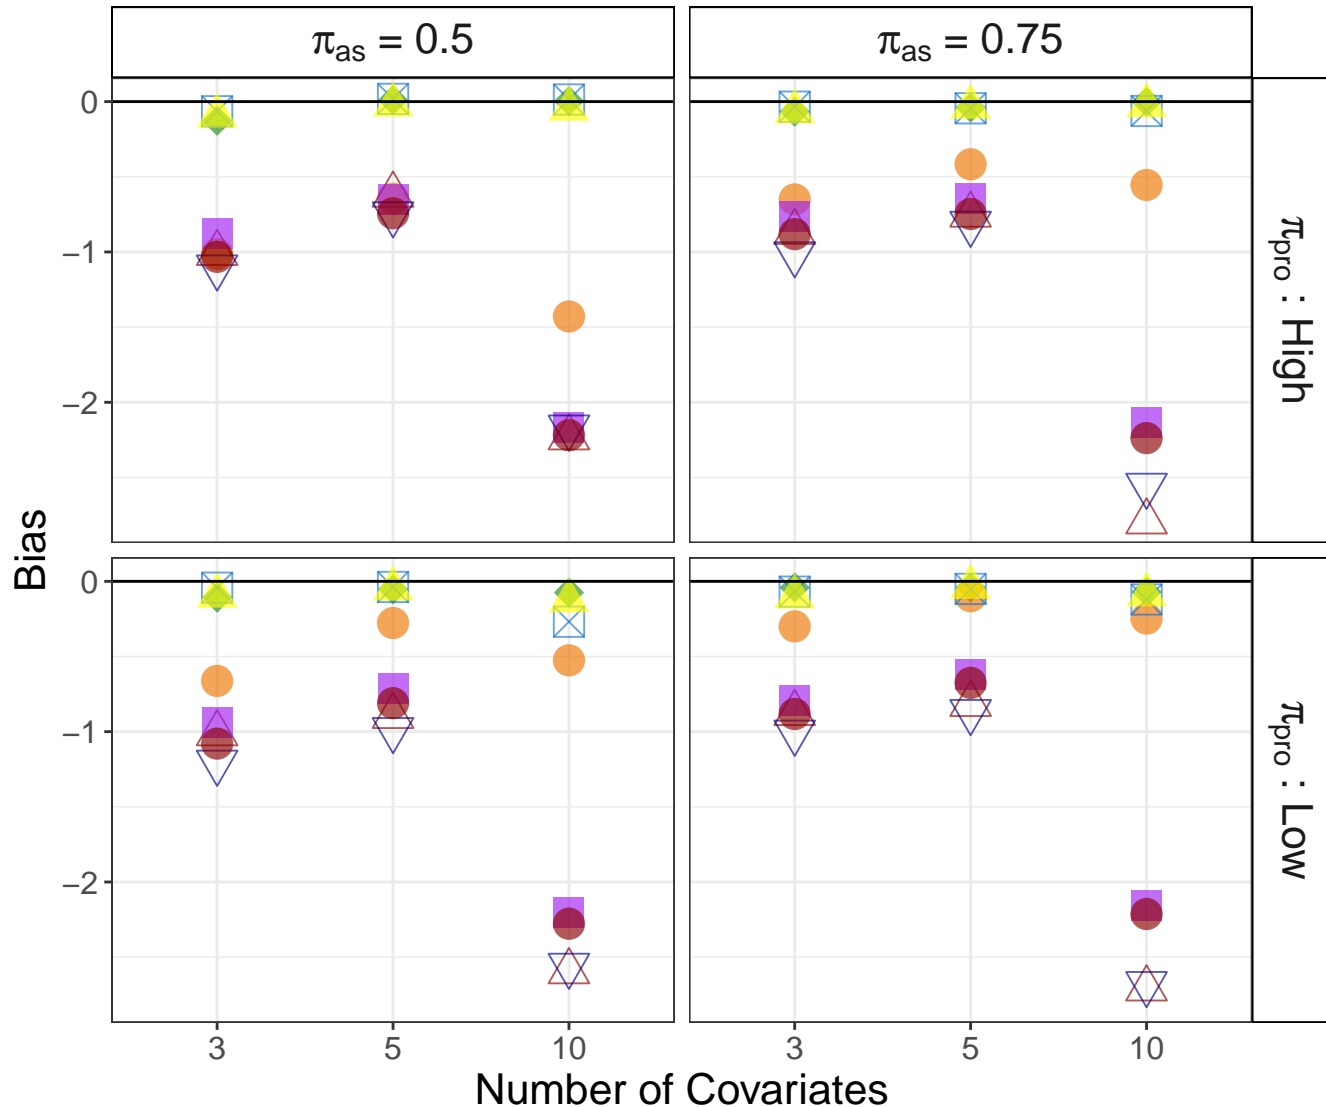 π_as = 0.5
π_as = 0.75
0
−1
−2
π_pro : High
Bias
0
−1
−2
π_pro : Low
3
5
10
3
5
10
Number of Covariates